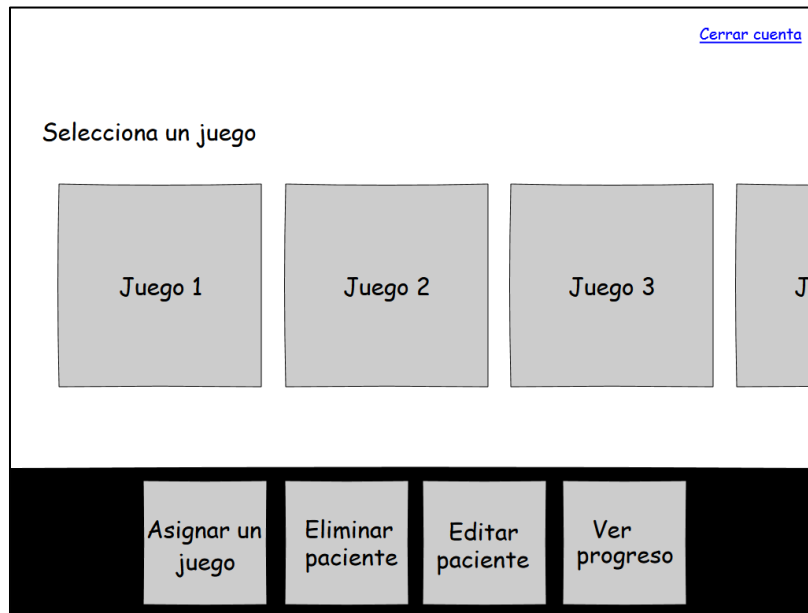 Cerrar cuenta
Selecciona un juego
Juego 1
Juego 2
Juego 3
J
Asignar un
juego
Eliminar
paciente
Editar
paciente
Ver
progreso